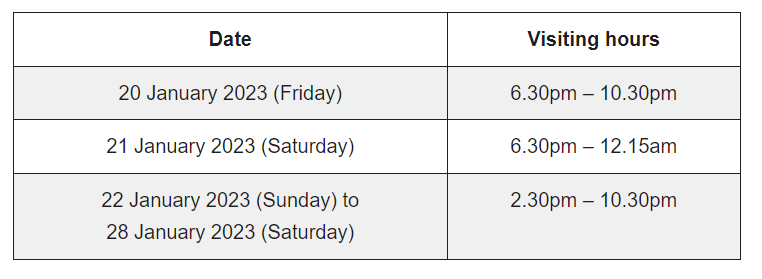 Date Visiting hours
20 January 2023 (Friday) 6.30pm – 10.30pm
21 January 2023 (Saturday) 6.30pm – 12.15am
22 January 2023 (Sunday) to 2.30pm – 10.30pm
28 January 2023 (Saturday)